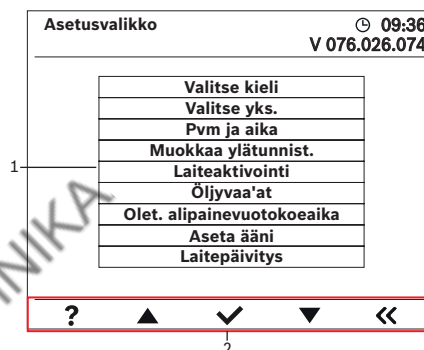 Asetusvalikko
09:36
V 076.026.074
Valitse kieli
Valitse yks.
Pvm ja aika
Muokkaa ylätunnist.
1
Laiteaktivointi
Öljyvaa'at
Olet. alipainevuotokoeaika
Aseta ääni
Laitepäivitys
?
2